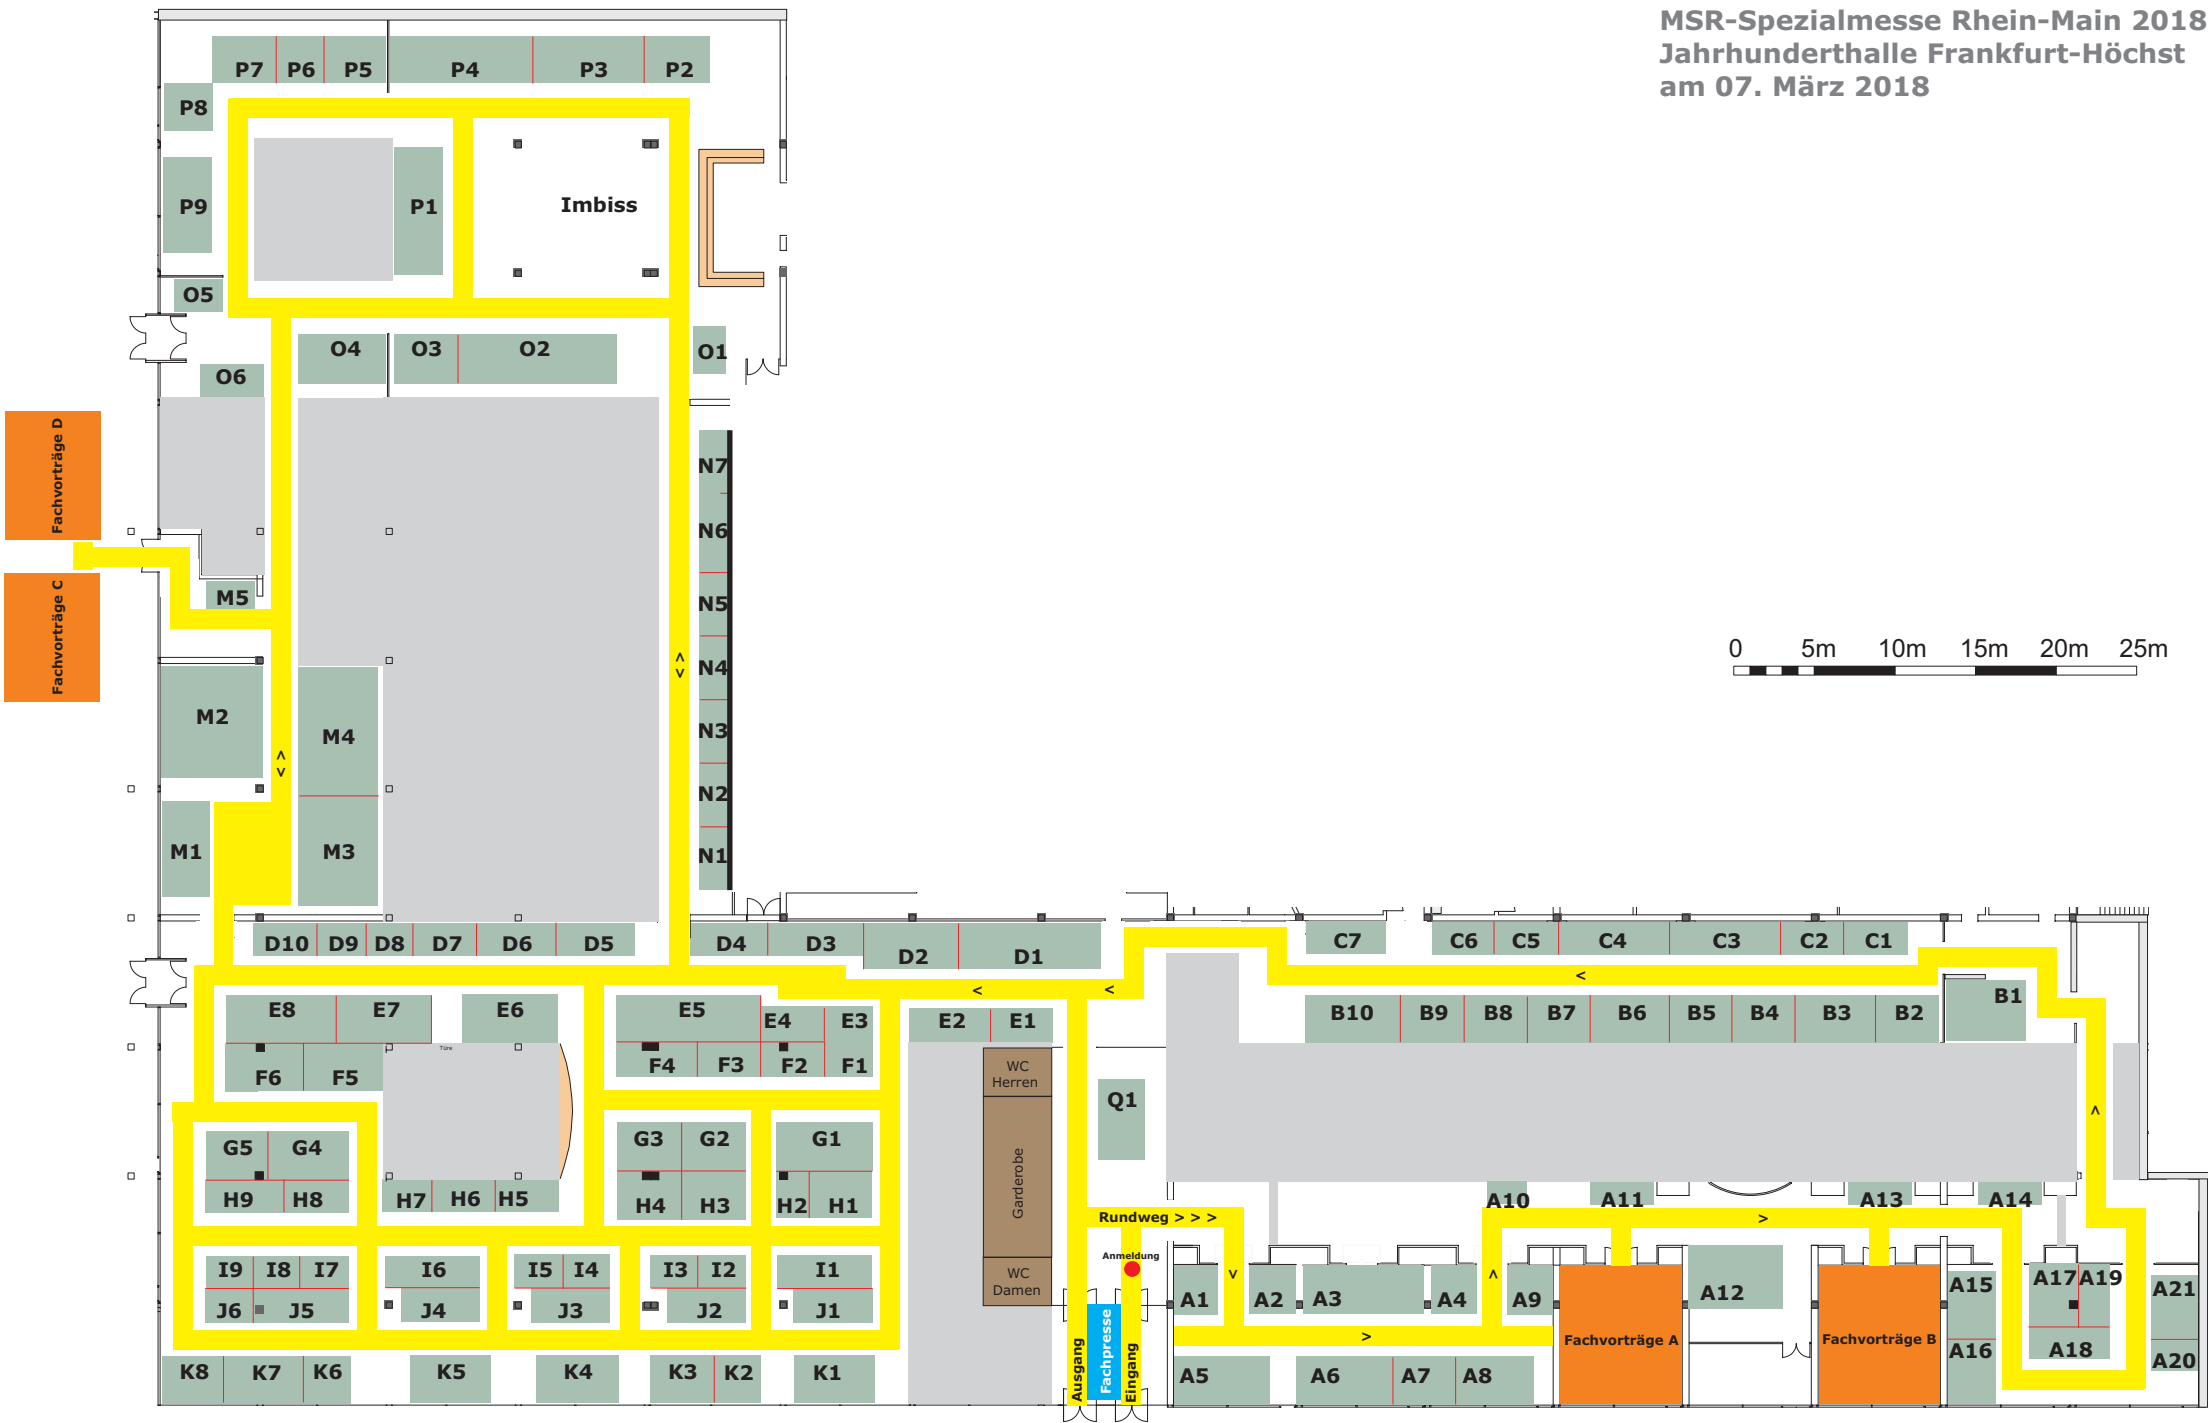 MSR-Spezialmesse Rhein-Main 2018
Jahrhunderthalle Frankfurt-Höchst
am 07. März 2018
P7 P6 P5 P4 P3 P2
P8
P9 P1 Imbiss
O5
O4 O3 O2 O1
O6
Fachvorträge D
N7
N6
Fachvorträge C
M5 N5
0 5m 10m 15m 20m 25m
N4
>>
M2 M4 N3
>>
N2
M1 M3 N1
D10 D9 D8 D7 D6 D5 D4 D3 D2 D1 C7 C6 C5 C4 C3 C2 C1
< < <
E8 E7 E6 E5 E4 E3 E2 E1 B10 B9 B8 B7 B6 B5 B4 B3 B2 B1
Türe
F6 F5 F4 F3 F2 F1 WC
Herren
Q1
>
G5 G4 G3 G2 G1 Garderobe
H9 H8 H7 H6 H5 H4 H3 H2 H1 A10 A11 A13 A14
Rundweg > > > >
Anmeldung
I9 I8 I7 I6 I5 I4 I3 I2 I1 WC
Damen
> >
J6 J5 J4 J3 J2 J1 A1 A2 A3 A4 A9 A12 A15 A17 A19 A21
>
Ausgang Fachpresse Eingang Fachvorträge A Fachvorträge B A16 A18 A20
K8 K7 K6 K5 K4 K3 K2 K1 A5 A6 A7 A8